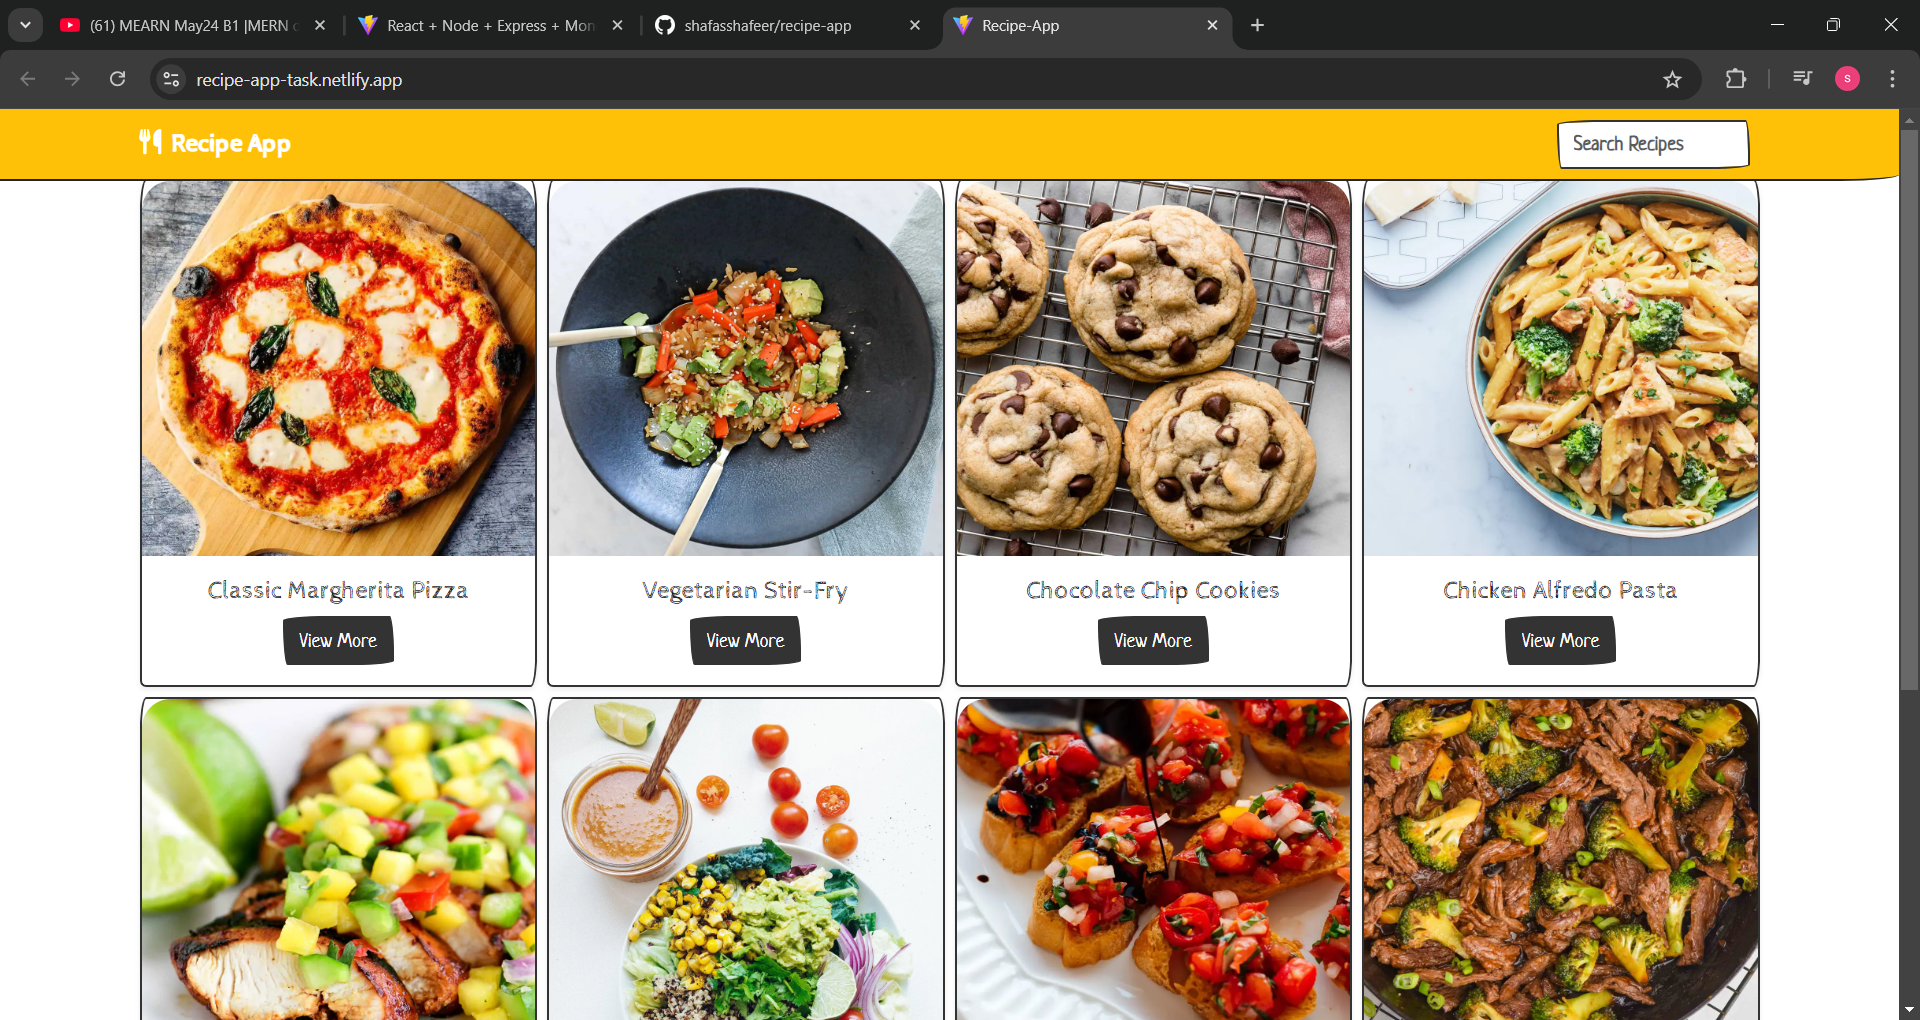 (61) MEARN May24 B1 |MERN c
React + Node + Express + Mon
shafasshafeer/recipe-app
Recipe-App
recipe-app-task.netlify.app
s
Recipe App
Search Recipes
Classic Margherita Pizza
Vegetarian Stir-Fry
Chocolate Chip Cookies
Chicken Alfredo Pasta
View More
View More
View More
View More